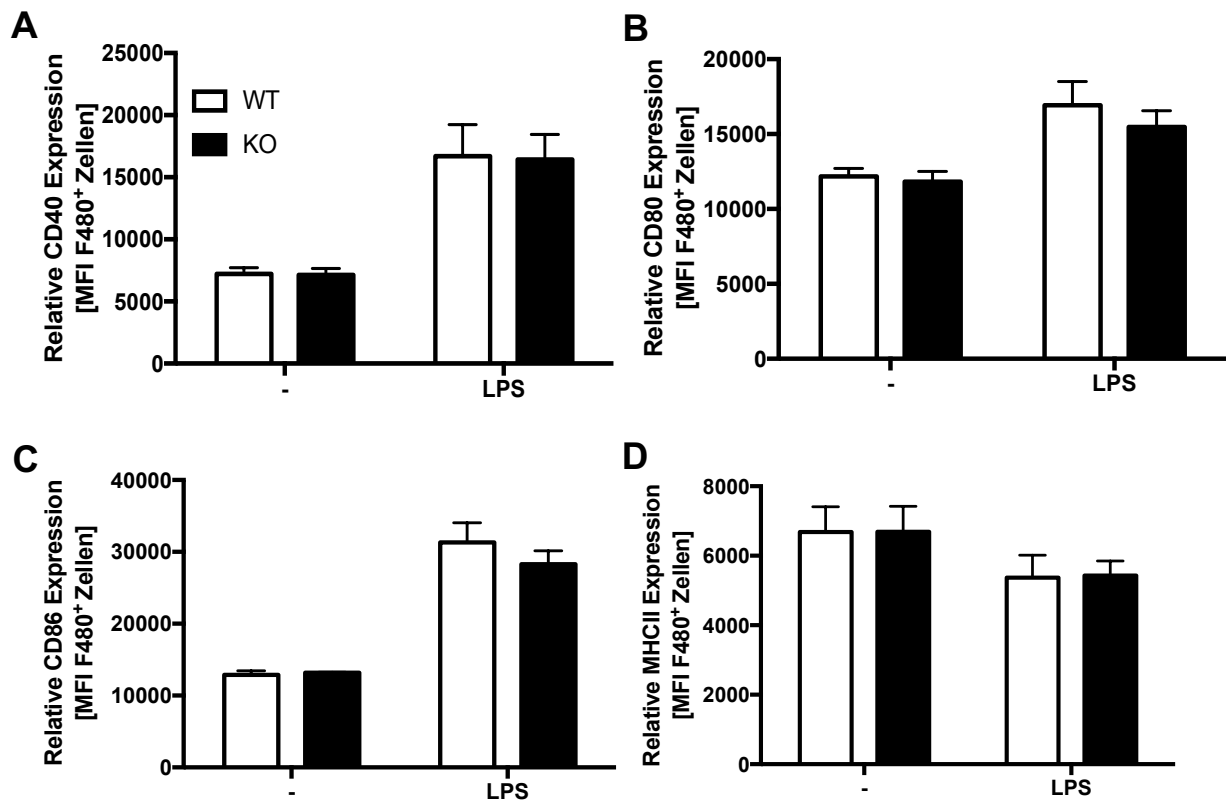 A
Relative CD40 Expression
[MFI F480⁺ Zellen]
25000
20000
15000
10000
5000
0
WT
KO
-
LPS
B
Relative CD80 Expression
[MFI F480⁺ Zellen]
20000
15000
10000
5000
0
-
LPS
C
Relative CD86 Expression
[MFI F480⁺ Zellen]
40000
30000
20000
10000
0
-
LPS
D
Relative MHCII Expression
[MFI F480⁺ Zellen]
8000
6000
4000
2000
0
-
LPS